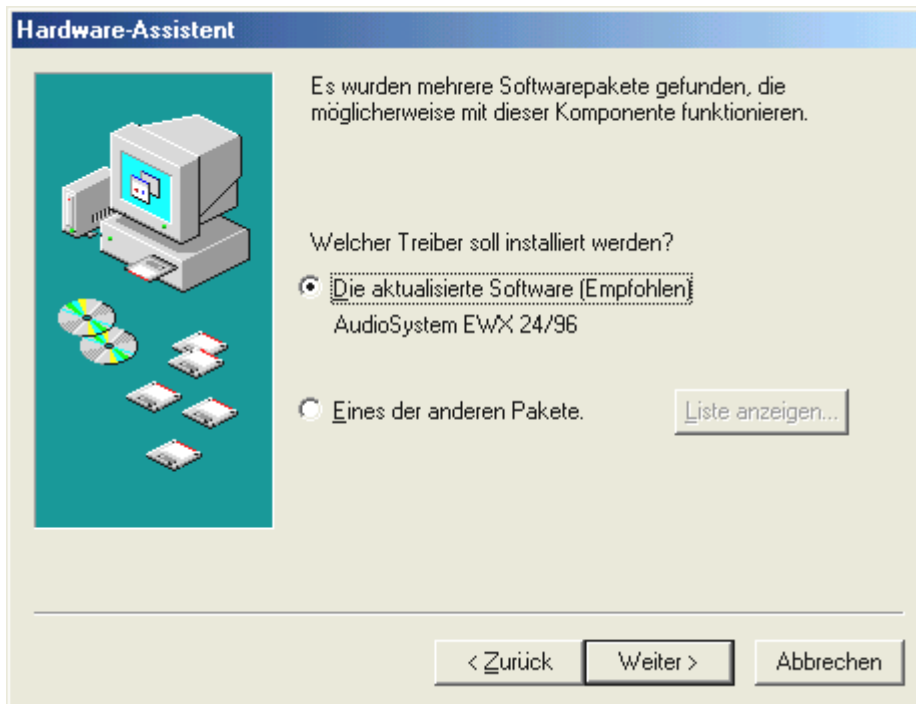 Hardware-Assistent
Es wurden mehrere Softwarepakete gefunden, die
möglicherweise mit dieser Komponente funktionieren.
Welcher Treiber soll installiert werden?
Die aktualisierte Software (Empfohlen)
AudioSystem EWX 24/96
Eines der anderen Pakete.
Liste anzeigen...
< Zurück
Weiter >
Abbrechen